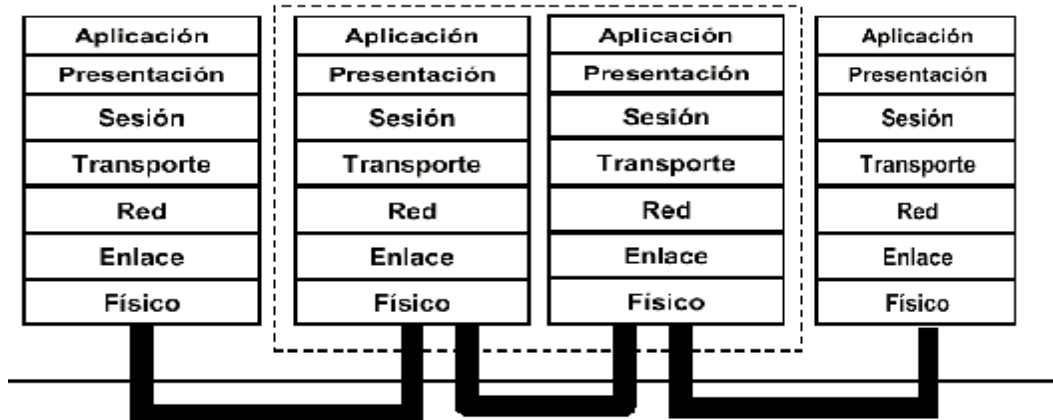 Aplicación
Presentación
Sesión
Transporte
Red
Enlace
Físico
Aplicación
Presentación
Sesión
Transporte
Red
Enlace
Físico
Aplicación
Presentación
Sesión
Transporte
Red
Enlace
Físico
Aplicación
Presentación
Sesión
Transporte
Red
Enlace
Físico